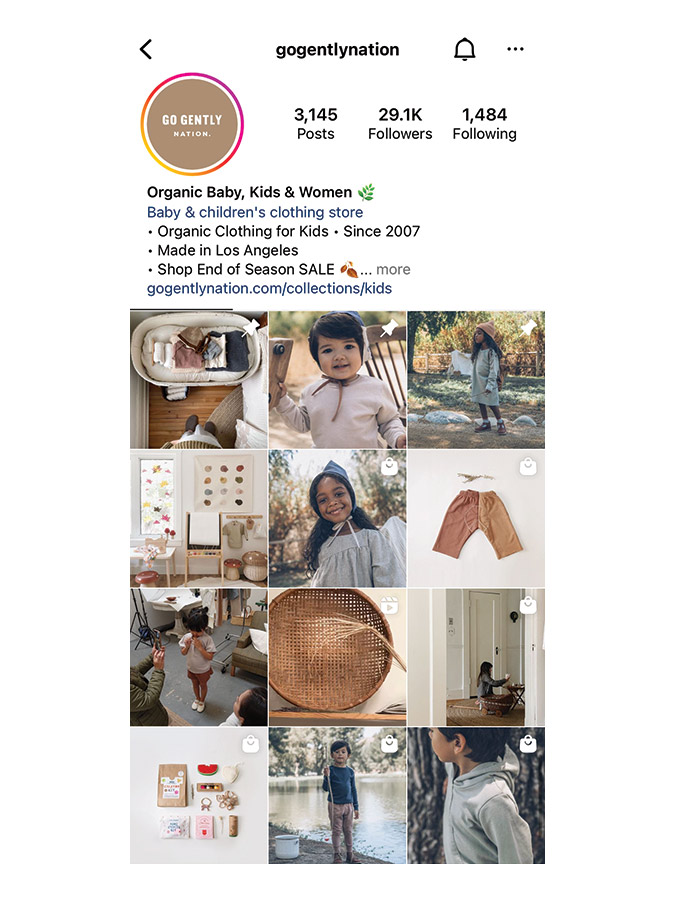 gogentlynation
GO GENTLY
NATION.
3,145 29.1K 1,484
Posts Followers Following
Organic Baby, Kids & Women 🌿
Baby & children's clothing store
• Organic Clothing for Kids • Since 2007
• Made in Los Angeles
• Shop End of Season SALE 🍂... more
gogentlynation.com/collections/kids